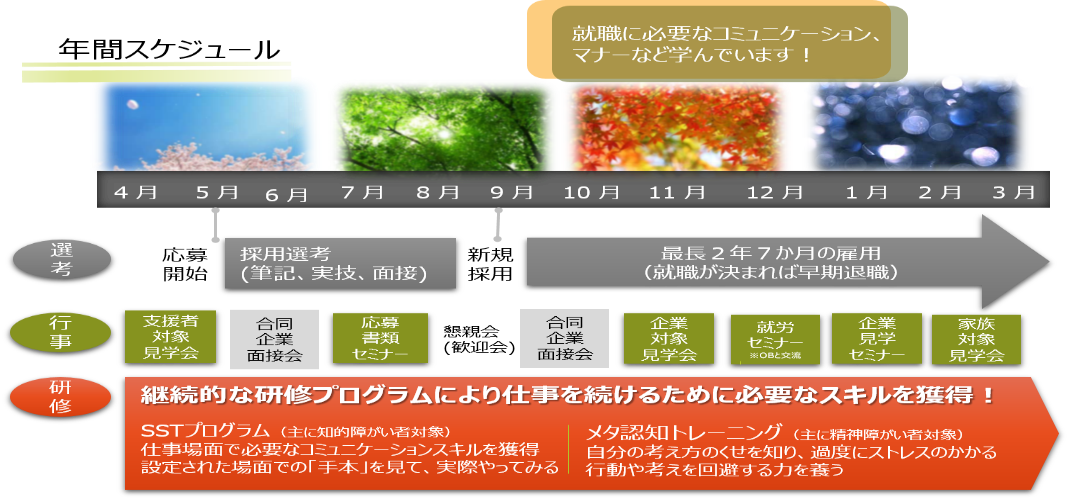 年間スケジュール
就職に必要なコミュニケーション、
マナーなど学んでいます！
4月 5月 6月 7月 8月 9月 10月 11月 12月 1月 2月 3月
選考
応募
開始
採用選考
(筆記、実技、面接)
新規
採用
最長２年７か月の雇用
(就職が決まれば早期退職)
行事
支援者
対象
見学会
合同
企業
面接会
応募
書類
セミナー
懇親会
(歓迎会)
合同
企業
面接会
企業
対象
見学会
就労
セミナー
※OBと交流
企業
見学
セミナー
家族
対象
見学会
研修
継続的な研修プログラムにより仕事を続けるために必要なスキルを獲得！
SSTプログラム（主に知的障がい者対象）
仕事場面で必要なコミュニケーションスキルを獲得
設定された場面での「手本」を見て、実際やってみる
メタ認知トレーニング（主に精神障がい者対象）
自分の考え方のくせを知り、過度にストレスのかかる
行動や考えを回避する力を養う